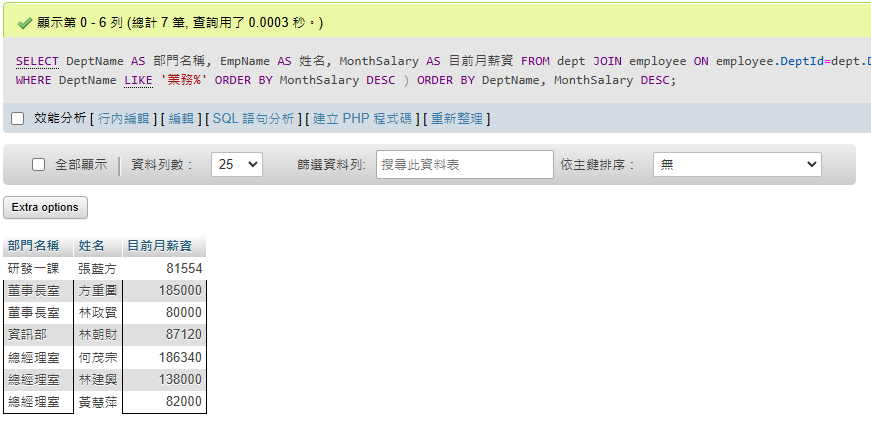 顯示第 0 - 6 列 (總計 7 筆, 查詢用了 0.0003 秒。)
SELECT DeptName AS 部門名稱, EmpName AS 姓名, MonthSalary AS 目前月薪資 FROM dept JOIN employee ON employee.DeptId=dept.D
WHERE DeptName LIKE '業務%' ORDER BY MonthSalary DESC ) ORDER BY DeptName, MonthSalary DESC;
效能分析 [ 行內編輯 ] [ 編輯 ] [ SQL 語句分析 ] [ 建立 PHP 程式碼 ] [ 重新整理 ]
全部顯示 | 資料列數： 25 篩選資料列: 搜尋此資料表 依主鍵排序： 無
Extra options
部門名稱 姓名 目前月薪資
研發一課 張藍方 81554
董事長室 方重圍 185000
董事長室 林政賢 80000
資訊部 林朝財 87120
總經理室 何茂宗 186340
總經理室 林建興 138000
總經理室 黃慧萍 82000